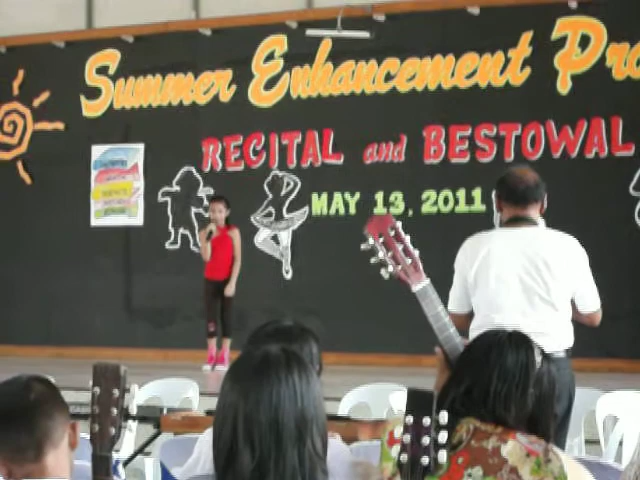 Summer Enhancement Pro
RECITAL and BESTOWAL
MAY 13, 2011